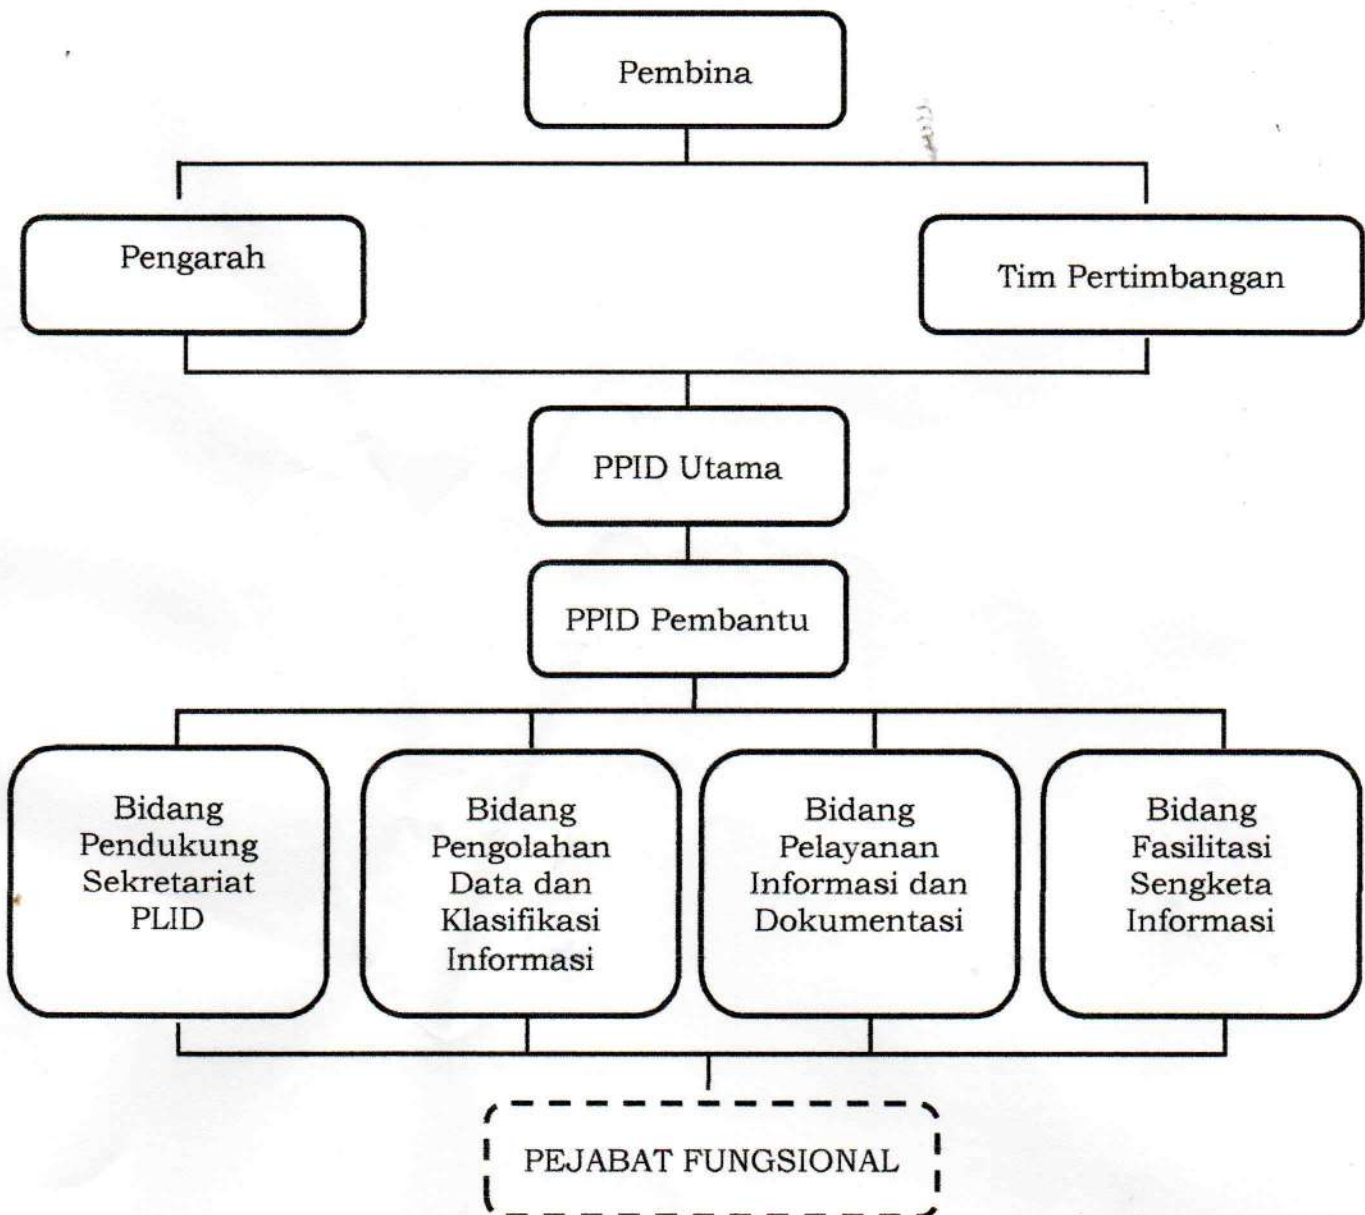 Pembina
Pengarah
Tim Pertimbangan
PPID Utama
PPID Pembantu
Bidang
Pendukung
Sekretariat
PLID
Bidang
Pengolahan
Data dan
Klasifikasi
Informasi
Bidang
Pelayanan
Informasi dan
Dokumentasi
Bidang
Fasilitasi
Sengketa
Informasi
PEJABAT FUNGSIONAL